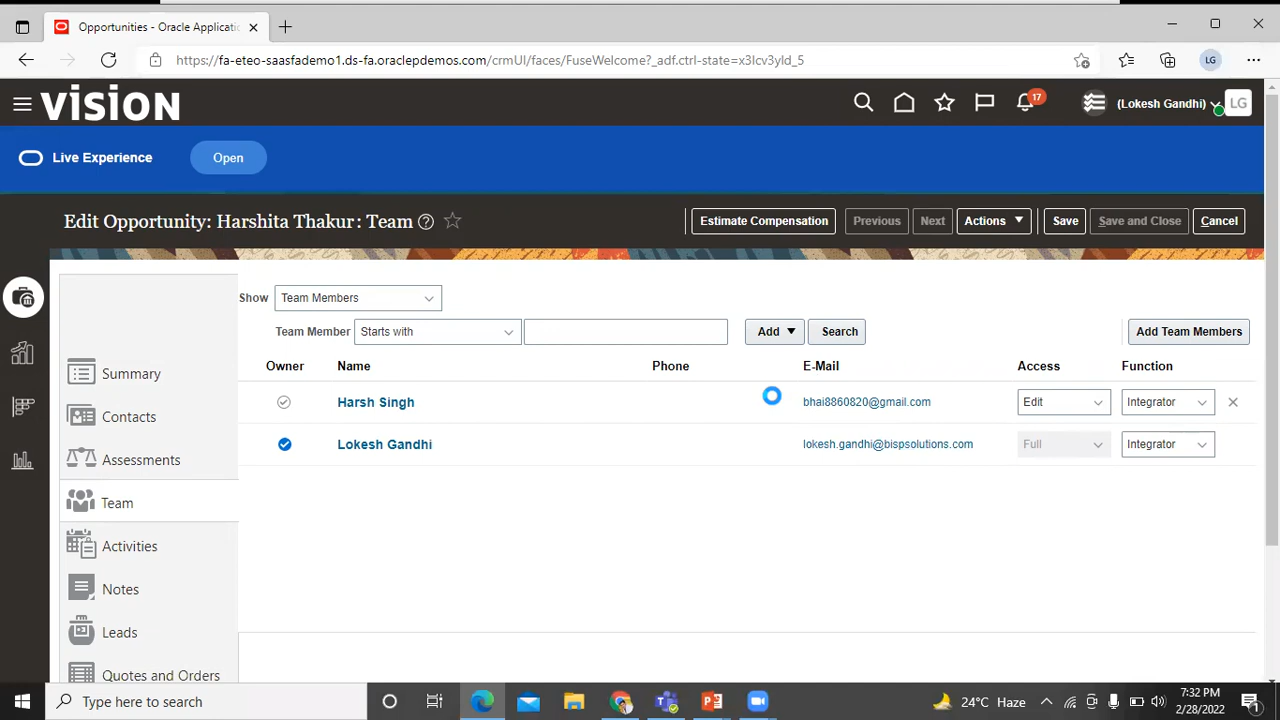 Opportunities - Oracle Applicati
https://fa-eteo-saasfademo1.ds-fa.oraclepdemos.com/crmUI/faces/FuseWelcome?_adf.ctrl-state=x3lcv3yld_5
LG
VISION
17
(Lokesh Gandhi)
LG
Live Experience
Open
Edit Opportunity: Harshita Thakur: Team ?
Estimate Compensation
Previous
Next
Actions
Save
Save and Close
Cancel
Show
Team Members
Team Member
Starts with
Add
Search
Add Team Members
Owner
Name
Phone
E-Mail
Access
Function
Harsh Singh
bhai8860820@gmail.com
Edit
Integrator
Lokesh Gandhi
lokesh.gandhi@bispsolutions.com
Full
Integrator
Summary
Contacts
Assessments
Team
Activities
Notes
Leads
Quotes and Orders
Type here to search
24°C Haze
7:32 PM
2/28/2022
1